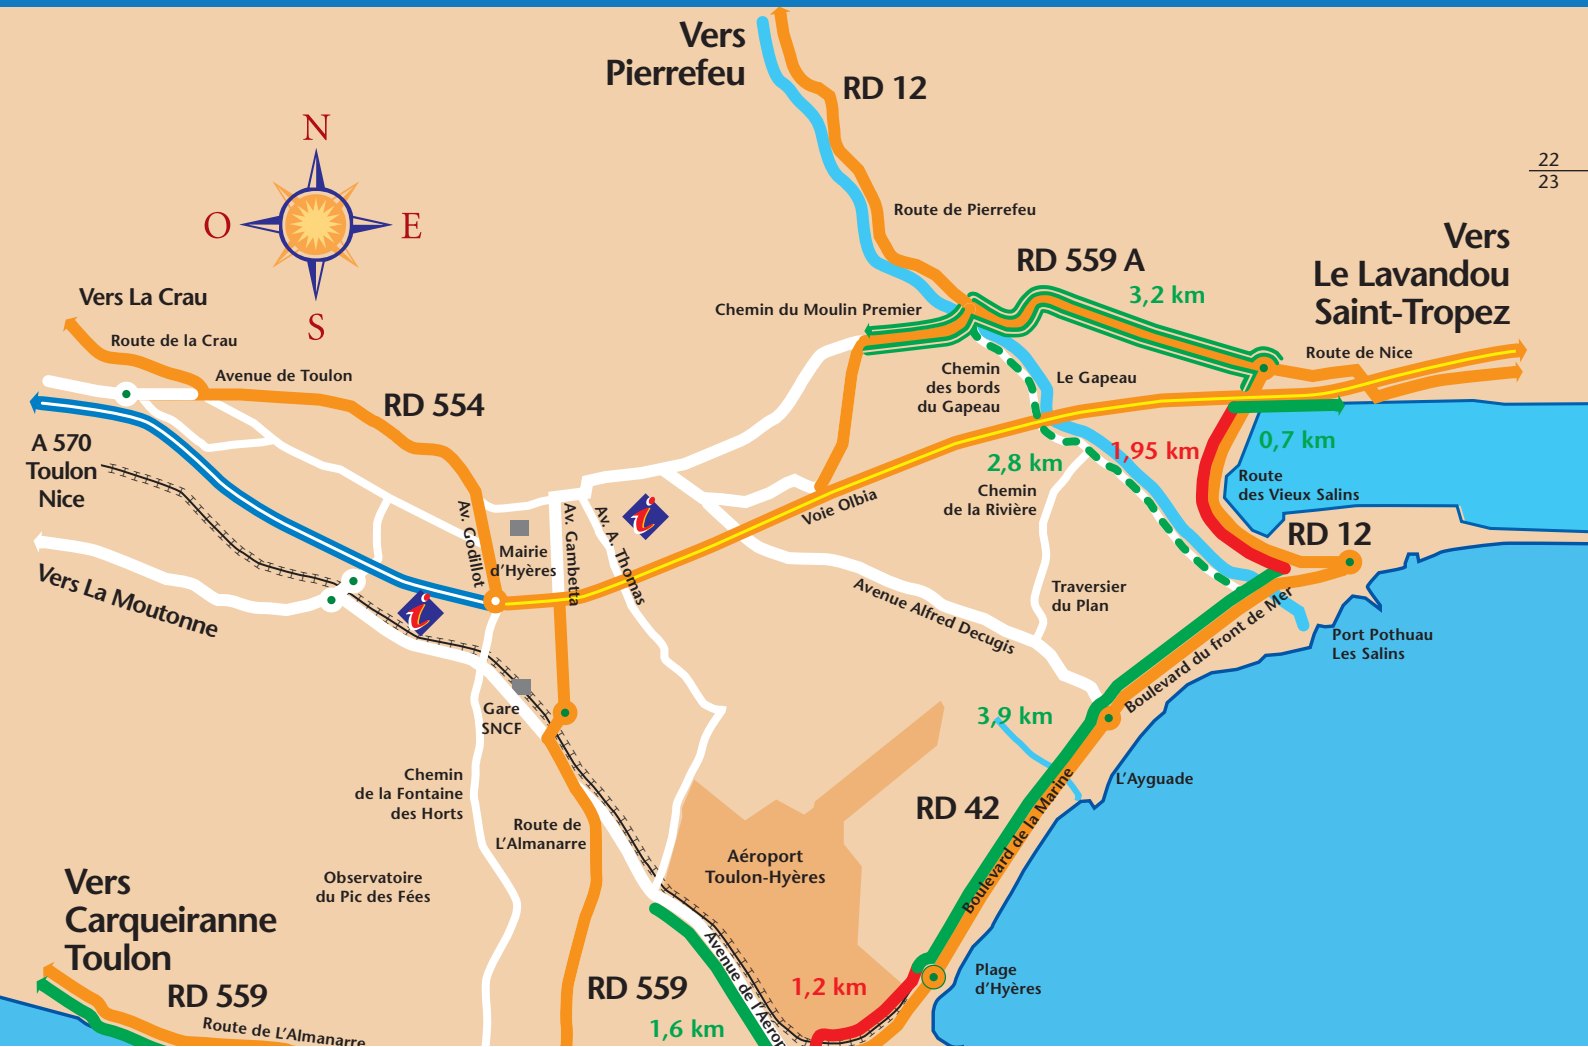 Vers
Pierrefeu
RD 12
N
O
E
S
22
23
Route de Pierrefeu
Vers
Le Lavandou
Saint-Tropez
RD 559 A
3,2 km
Vers La Crau
Chemin du Moulin Premier
Route de la Crau
Route de Nice
Avenue de Toulon
Chemin
des bords
du Gapeau
Le Gapeau
RD 554
A 570
Toulon
Nice
2,8 km
1,95 km
0,7 km
Route
des Vieux Salins
Chemin
de la Rivière
Voie Olbia
Av. Godillot
Av. Gambetta
Av. A. Thomas
i
Mairie
d'Hyères
RD 12
Vers La Moutonne
i
Avenue Alfred Decugis
Traversier
du Plan
Boulevard du front de Mer
Port Pothuau
Les Salins
Gare
SNCF
3,9 km
Chemin
de la Fontaine
des Horts
L'Ayguade
RD 42
Boulevard de la Marine
Route de
L'Almanarre
Aéroport
Toulon-Hyères
Observatoire
du Pic des Fées
Vers
Carqueiranne
Toulon
RD 559
Route de L'Almanarre
RD 559
1,6 km
Avenue de l'Aérop
1,2 km
Plage
d'Hyères